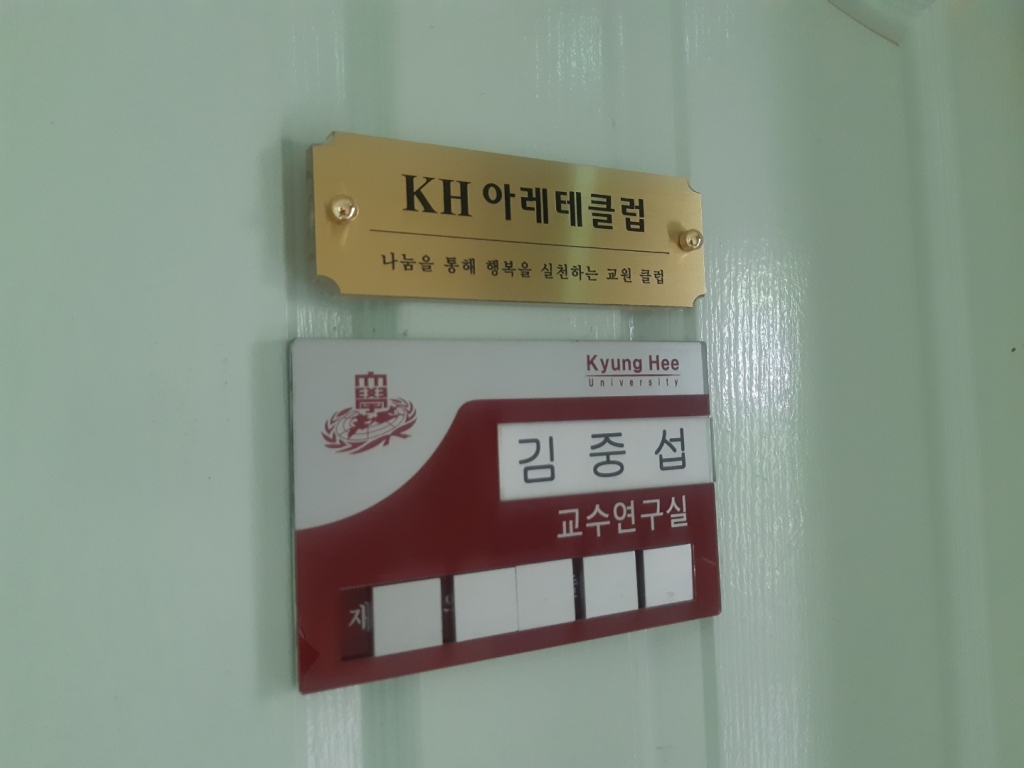 KH 아레테클럽
나눔을 통해 행복을 실천하는 교원 클럽
Kyung Hee
University
김중섭
교수연구실
재